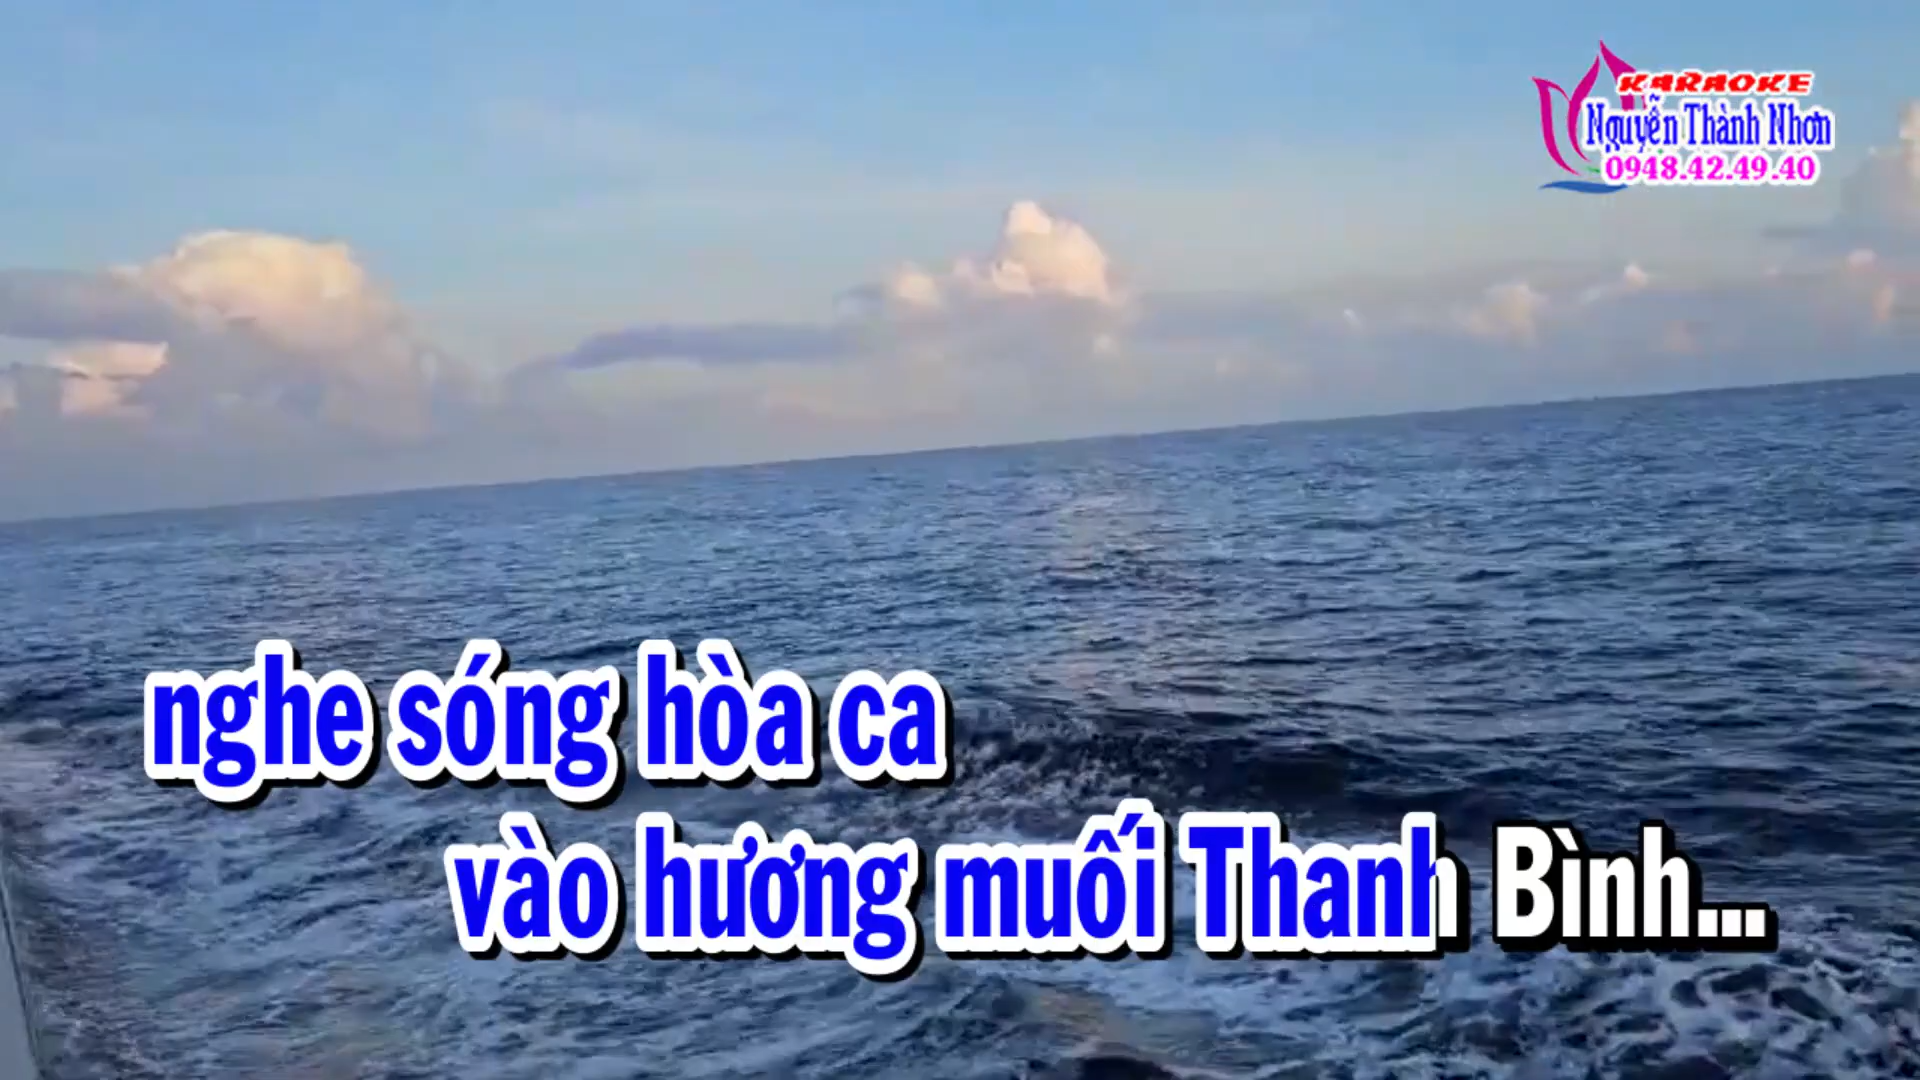 KARAOKE
Nguyễn Thành Nhơn
0948.42.49.40
nghe sóng hòa ca
vào hương muối Thanh Bình...